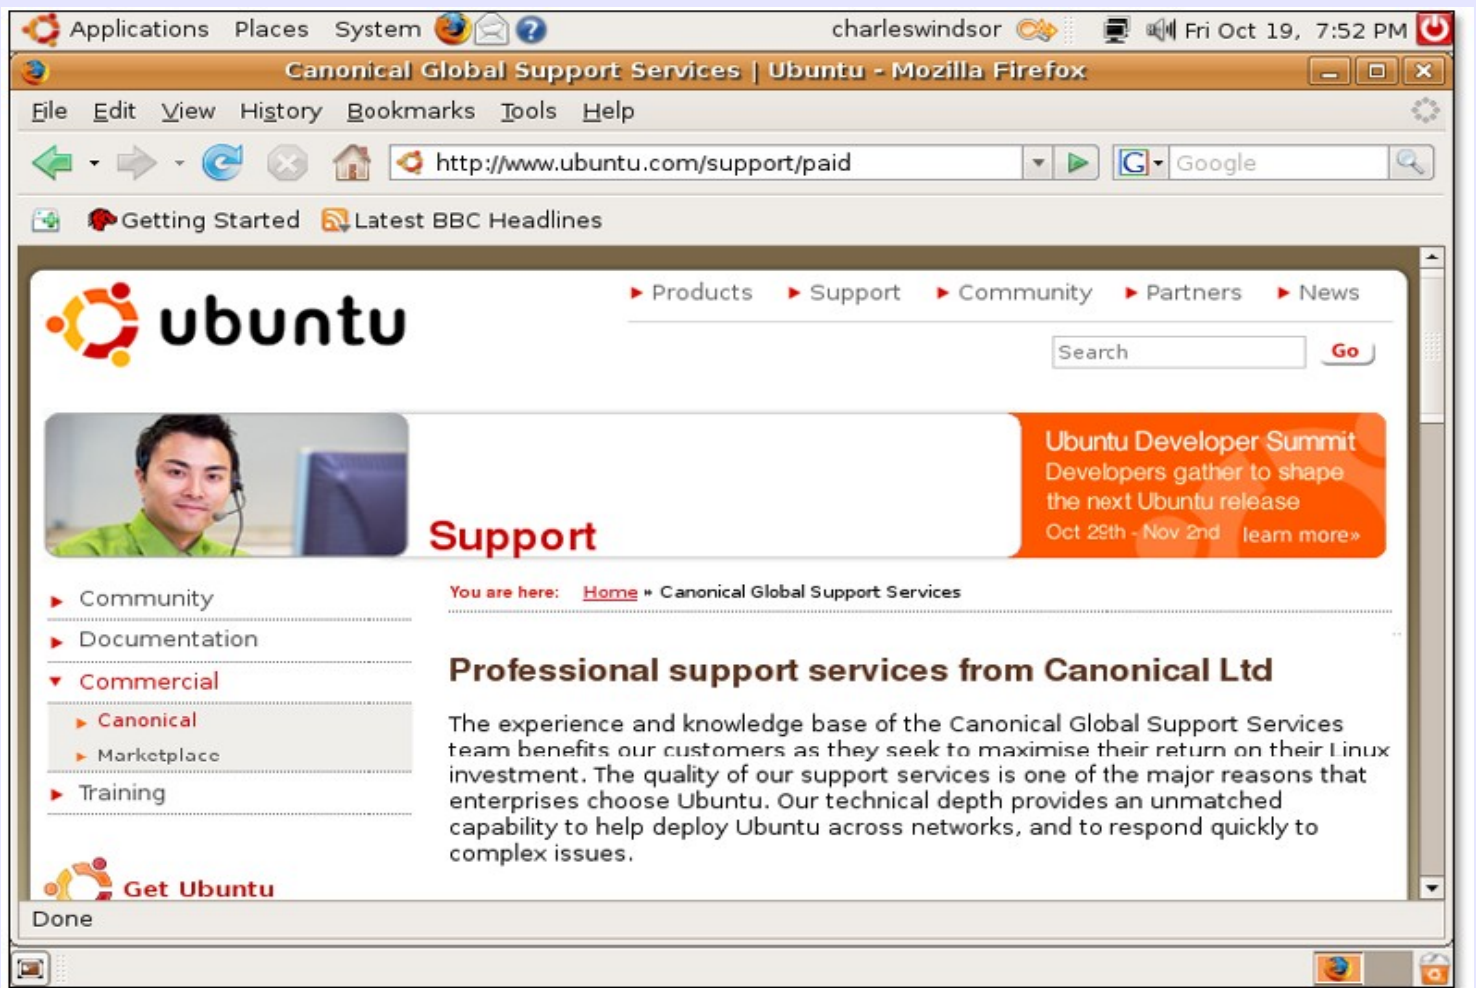 Applications Places System charleswindsor Fri Oct 19, 7:52 PM
Canonical Global Support Services | Ubuntu - Mozilla Firefox
File Edit View History Bookmarks Tools Help
http://www.ubuntu.com/support/paid G Google
Getting Started Latest BBC Headlines
ubuntu
Products Support Community Partners News
Search Go
Support
Ubuntu Developer Summit
Developers gather to shape
the next Ubuntu release
Oct 29th - Nov 2nd learn more»
Community
Documentation
Commercial
Canonical
Marketplace
Training
Get Ubuntu
You are here: Home » Canonical Global Support Services
Professional support services from Canonical Ltd
The experience and knowledge base of the Canonical Global Support Services
team benefits our customers as they seek to maximise their return on their Linux
investment. The quality of our support services is one of the major reasons that
enterprises choose Ubuntu. Our technical depth provides an unmatched
capability to help deploy Ubuntu across networks, and to respond quickly to
complex issues.
Done